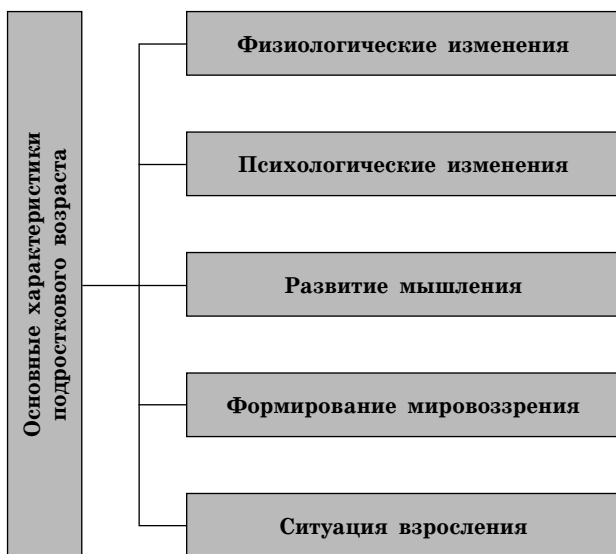 Основные характеристики
подросткового возраста
Физиологические изменения
Психологические изменения
Развитие мышления
Формирование мировоззрения
Ситуация взросления